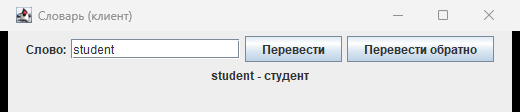 Словарь (клиент)
Слово: student Перевести Перевести обратно
student - студент